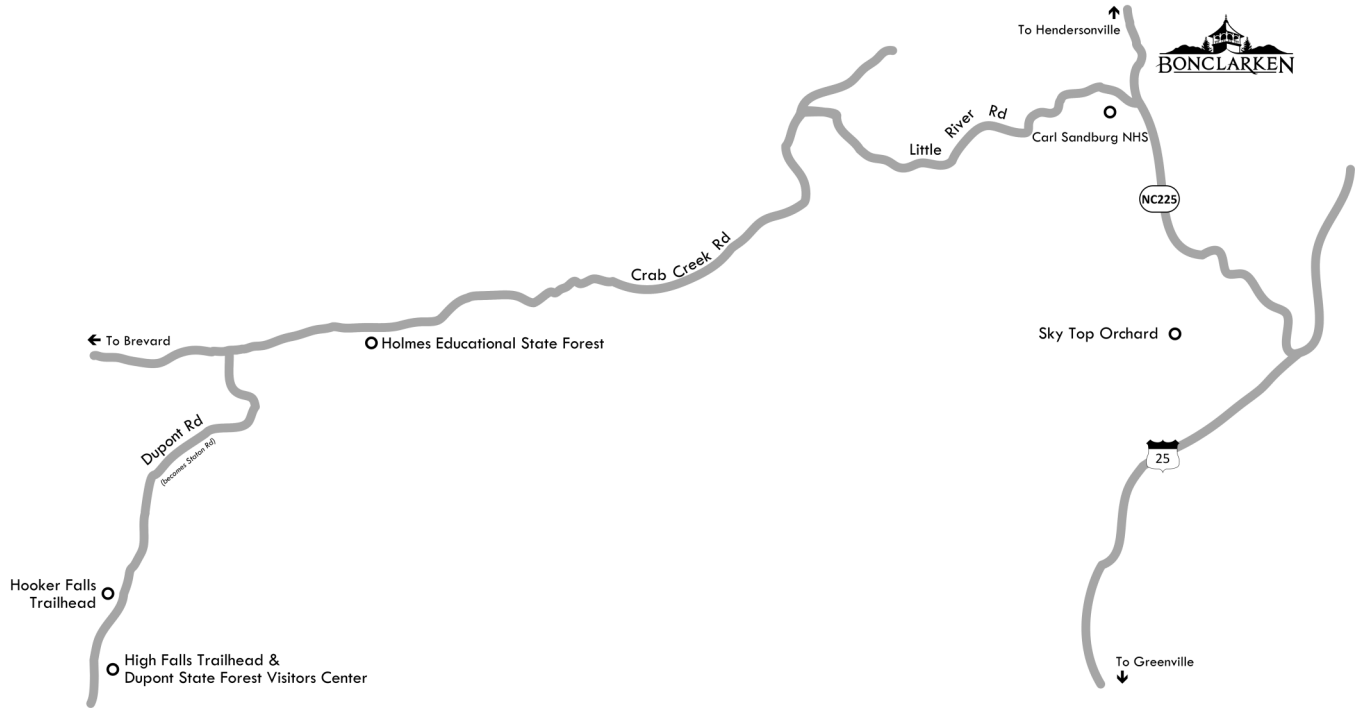 To Hendersonville
BONCLARKEN
Little River Rd
Carl Sandburg NHS
NC225
Crab Creek Rd
To Brevard
Holmes Educational State Forest
Sky Top Orchard
Dupont Rd
(becomes Staton Rd)
25
Hooker Falls
Trailhead
High Falls Trailhead &
Dupont State Forest Visitors Center
To Greenville